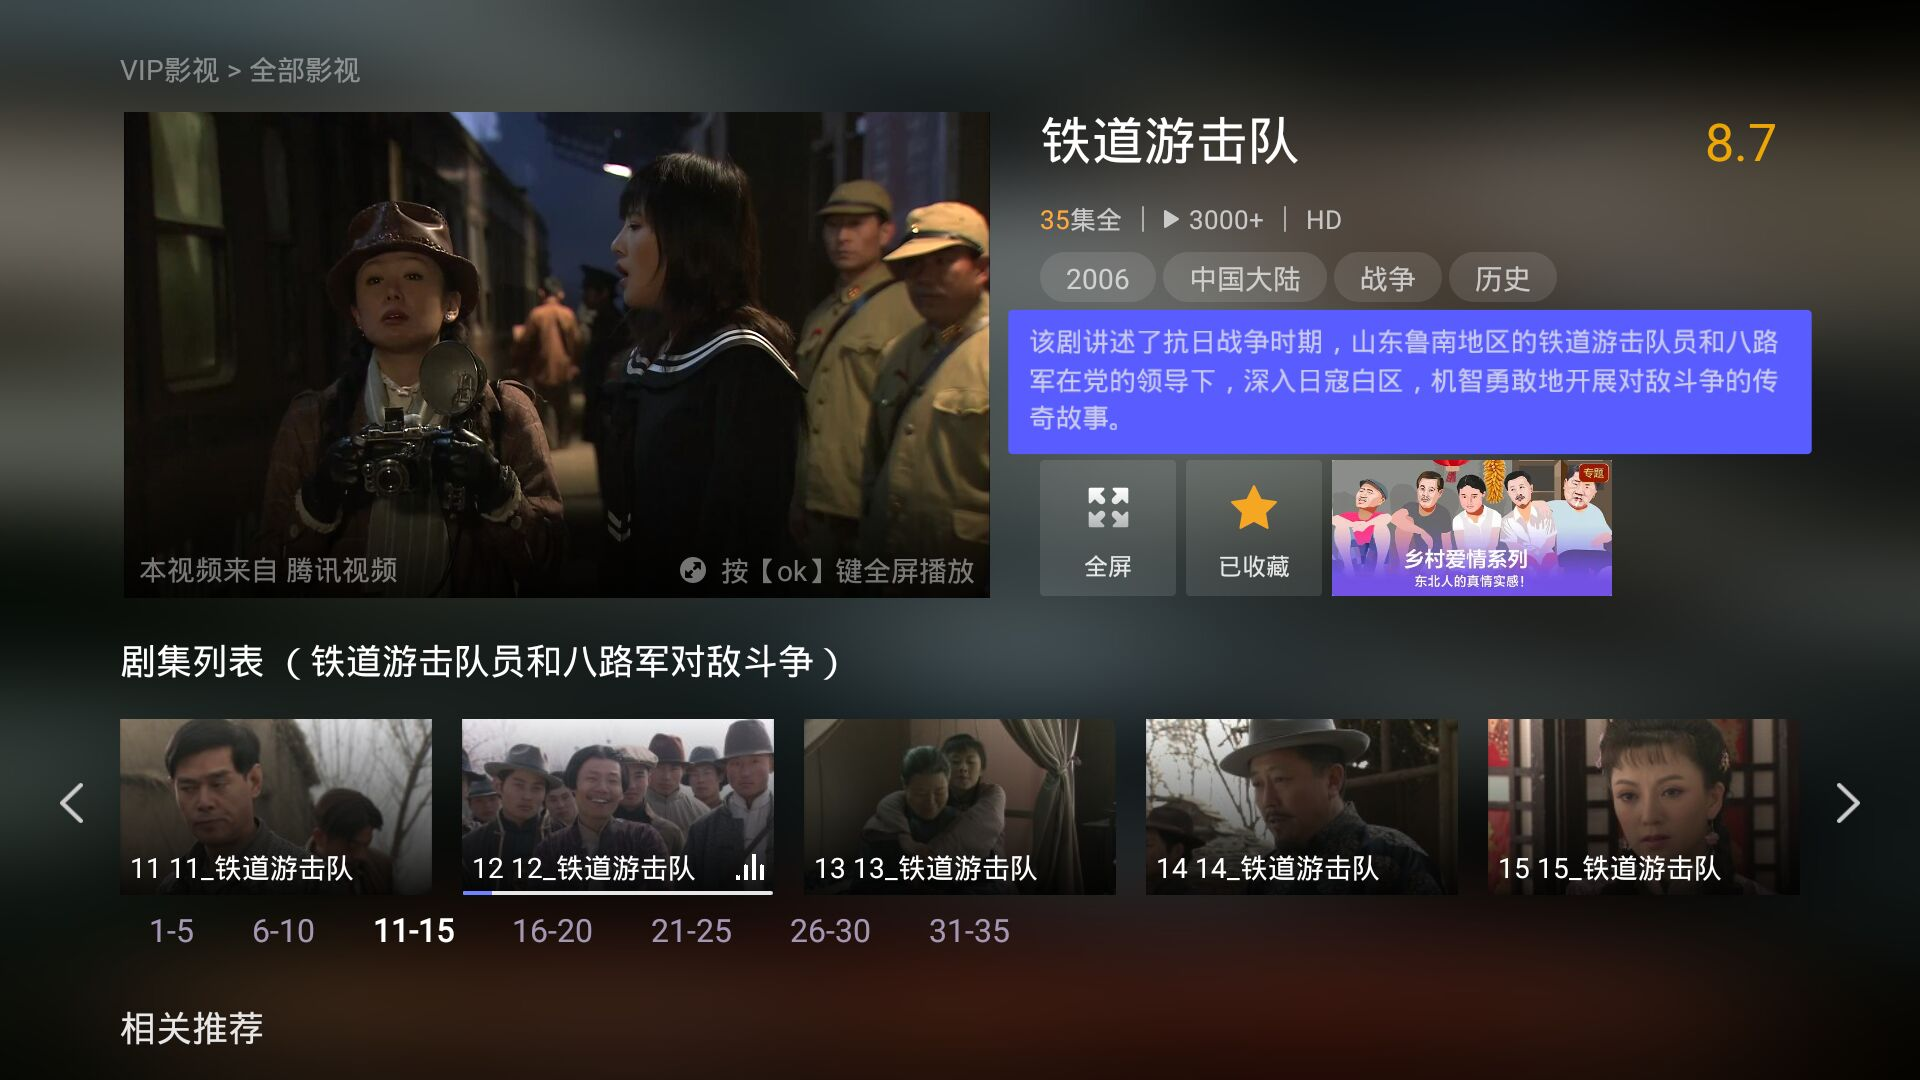 VIP影视 > 全部影视
铁道游击队
8.7
35集全 | ▶ 3000+ | HD
2006 中国大陆 战争 历史
该剧讲述了抗日战争时期，山东鲁南地区的铁道游击队员和八路
军在党的领导下，深入日寇白区，机智勇敢地开展对敌斗争的传
奇故事。
本视频来自 腾讯视频
按【ok】键全屏播放
全屏
已收藏
专题
乡村爱情系列
东北人的真情实感！
剧集列表 （铁道游击队员和八路军对敌斗争）
11 11_铁道游击队
12 12_铁道游击队
13 13_铁道游击队
14 14_铁道游击队
15 15_铁道游击队
1-5 6-10 11-15 16-20 21-25 26-30 31-35
相关推荐